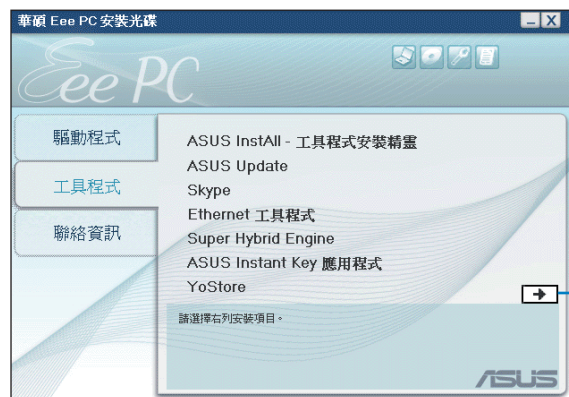 華碩 Eee PC 安裝光碟
Eee PC
驅動程式
工具程式
聯絡資訊
ASUS InstAll - 工具程式安裝精靈
ASUS Update
Skype
Ethernet 工具程式
Super Hybrid Engine
ASUS Instant Key 應用程式
YoStore
請選擇右列安裝項目。
ASUS